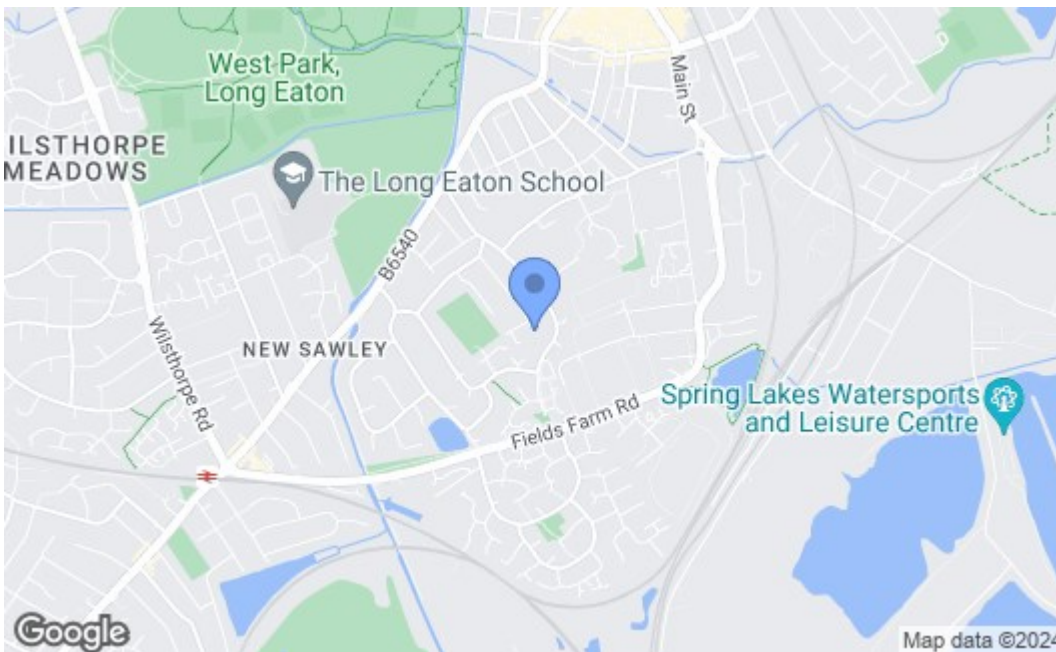 West Park,
Long Eaton
Main St
ILSTHORPE
MEADOWS
The Long Eaton School
B6540
Wilsthorpe Rd
NEW SAWLEY
Spring Lakes Watersports
and Leisure Centre
Fields Farm Rd
Google
Map data ©2024